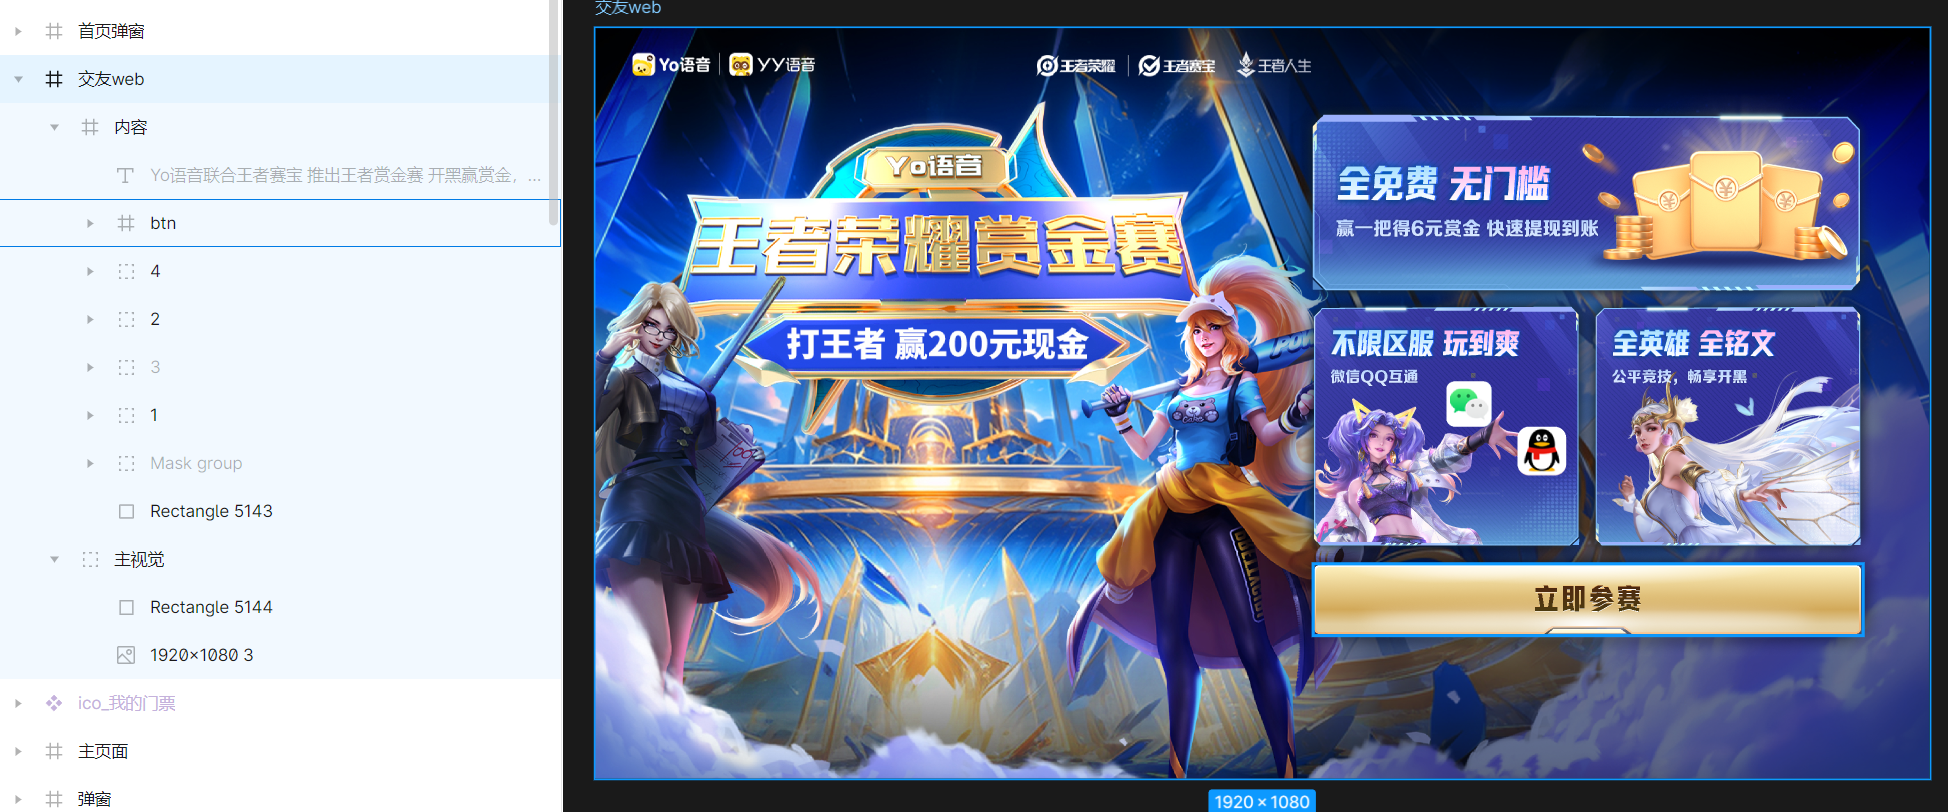 首页弹窗
交友web
内容
Yo语音联合王者赛宝 推出王者赏金赛 开黑赢赏金, ...
btn
4
2
3
1
Mask group
Rectangle 5143
主视觉
Rectangle 5144
1920×1080 3
ico_我的门票
主页面
弹窗
交友web
Yo语音 YY语音 王者荣耀 王者赛宝 王者人生
Yo语音
王者荣耀赏金赛
打王者 赢200元现金
全免费 无门槛
赢一把得6元赏金 快速提现到账
不限区服 玩到爽
微信QQ互通
全英雄 全铭文
公平竞技，畅享开黑
立即参赛
1920 × 1080